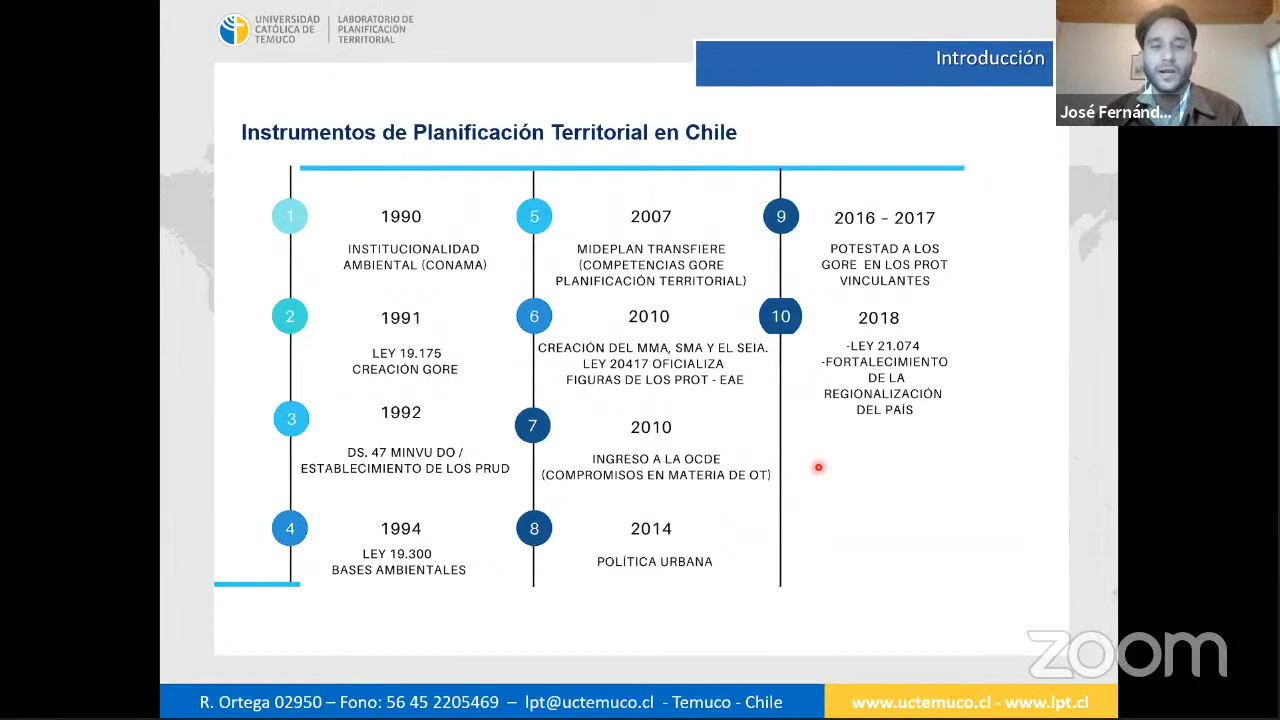 UNIVERSIDAD
CATÓLICA DE
TEMUCO
LABORATORIO DE
PLANIFICACIÓN
TERRITORIAL
Introducción
José Fernánd...
Instrumentos de Planificación Territorial en Chile
1
1990
INSTITUCIONALIDAD
AMBIENTAL (CONAMA)
2
1991
LEY 19.175
CREACIÓN GORE
3
1992
DS. 47 MINVU DO /
ESTABLECIMIENTO DE LOS PRUD
4
1994
LEY 19.300
BASES AMBIENTALES
5
2007
MIDEPLAN TRANSFIERE
(COMPETENCIAS GORE
PLANIFICACIÓN TERRITORIAL)
6
2010
CREACIÓN DEL MMA, SMA Y EL SEIA.
LEY 20417 OFICIALIZA
FIGURAS DE LOS PROT - EAE
7
2010
INGRESO A LA OCDE
(COMPROMISOS EN MATERIA DE OT)
8
2014
POLÍTICA URBANA
9
2016 – 2017
POTESTAD A LOS
GORE EN LOS PROT
VINCULANTES
10
2018
-LEY 21.074
-FORTALECIMIENTO
DE LA
REGIONALIZACIÓN
DEL PAÍS
zoom
R. Ortega 02950 – Fono: 56 45 2205469 – lpt@uctemuco.cl - Temuco - Chile
www.uctemuco.cl - www.lpt.cl